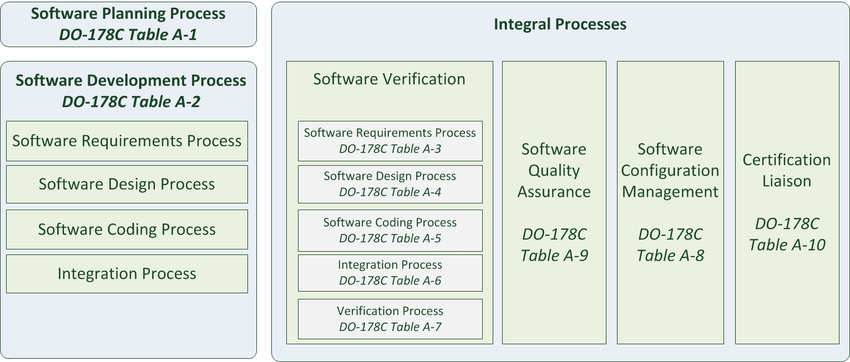 Software Planning Process
DO-178C Table A-1
Software Development Process
DO-178C Table A-2
Software Requirements Process
Software Design Process
Software Coding Process
Integration Process
Integral Processes
Software Verification
Software Requirements Process
DO-178C Table A-3
Software Design Process
DO-178C Table A-4
Software Coding Process
DO-178C Table A-5
Integration Process
DO-178C Table A-6
Verification Process
DO-178C Table A-7
Software
Quality
Assurance
DO-178C
Table A-9
Software
Configuration
Management
DO-178C
Table A-8
Certification
Liaison
DO-178C
Table A-10